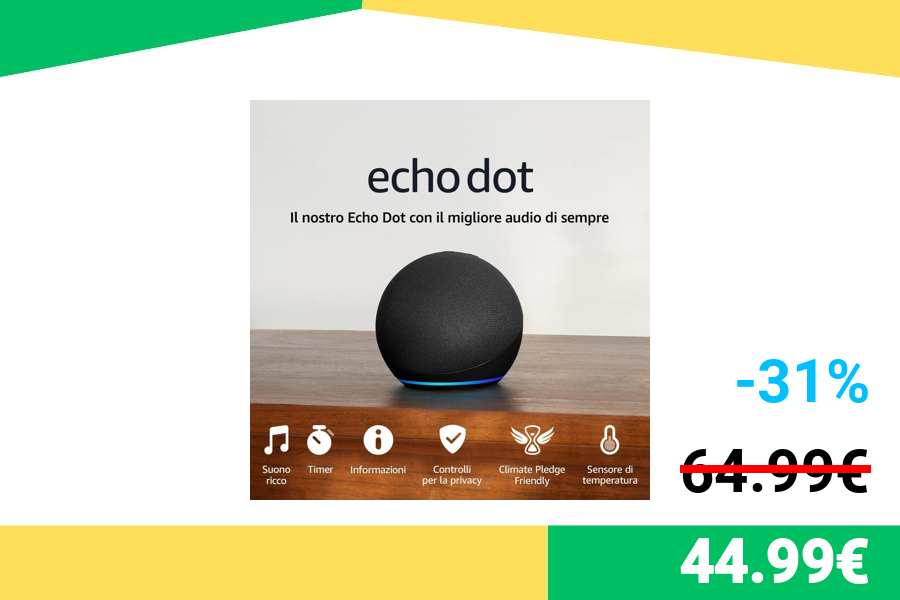 echo dot
Il nostro Echo Dot con il migliore audio di sempre
Suono
ricco
Timer
Informazioni
Controlli
per la privacy
Climate Pledge
Friendly
Sensore di
temperatura
-31%
64.99€
44.99€